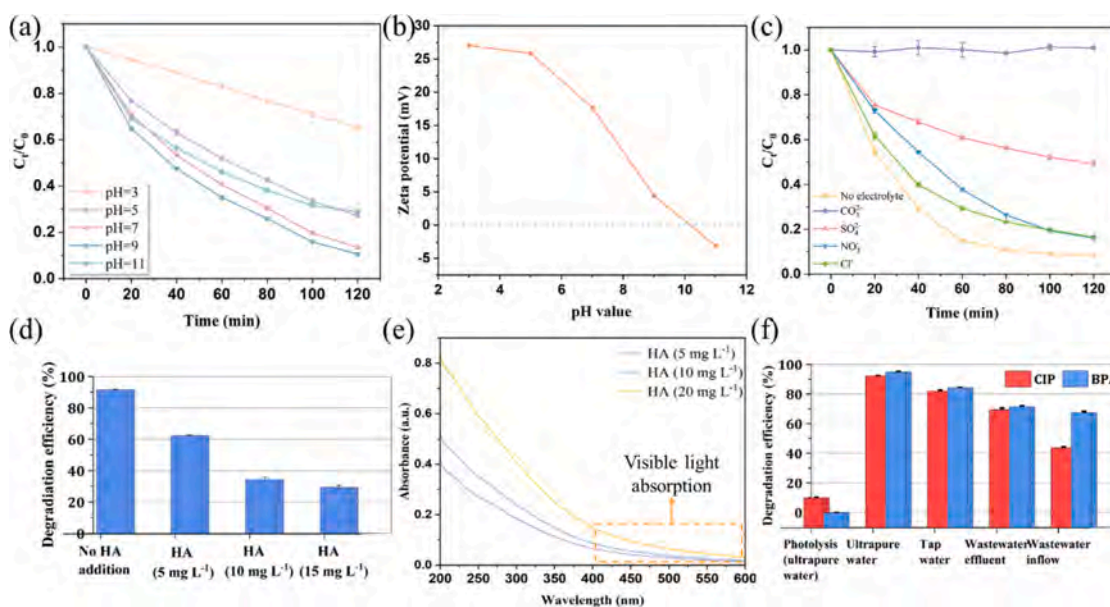 (a)
1.0
0.8
0.6
0.4
0.2
0.0
Ct/C0
pH=3
pH=5
pH=7
pH=9
pH=11
0 20 40 60 80 100 120
Time (min)
(b)
30
25
20
15
10
5
0
-5
Zeta potential (mV)
2 4 6 8 10 12
pH value
(c)
1.0
0.8
0.6
0.4
0.2
0.0
Ct/C0
No electrolyte
CO₃²⁻
SO₄²⁻
NO₃⁻
Cl⁻
0 20 40 60 80 100 120
Time (min)
(d)
100
80
60
40
20
0
Degradation efficiency (%)
No HA
addition
HA
(5 mg L⁻¹)
HA
(10 mg L⁻¹)
HA
(15 mg L⁻¹)
(e)
0.8
0.6
0.4
0.2
0.0
Absorbance (a.u.)
HA (5 mg L⁻¹)
HA (10 mg L⁻¹)
HA (20 mg L⁻¹)
Visible light
absorption
200 250 300 350 400 450 500 550 600
Wavelength (nm)
(f)
100
80
60
40
20
0
Degradation efficiency (%)
CIP
BPA
Photolysis
(ultrapure
water)
Ultrapure
water
Tap
water
Wastewater
effluent
Wastewater
inflow